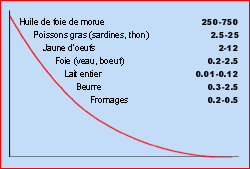 Huile de foie de morue 250-750
Poissons gras (sardines, thon) 2.5-25
Jaune d'oeufs 2-12
Foie (veau, boeuf) 0.2-2.5
Lait entier 0.01-0.12
Beurre 0.3-2.5
Fromages 0.2-0.5